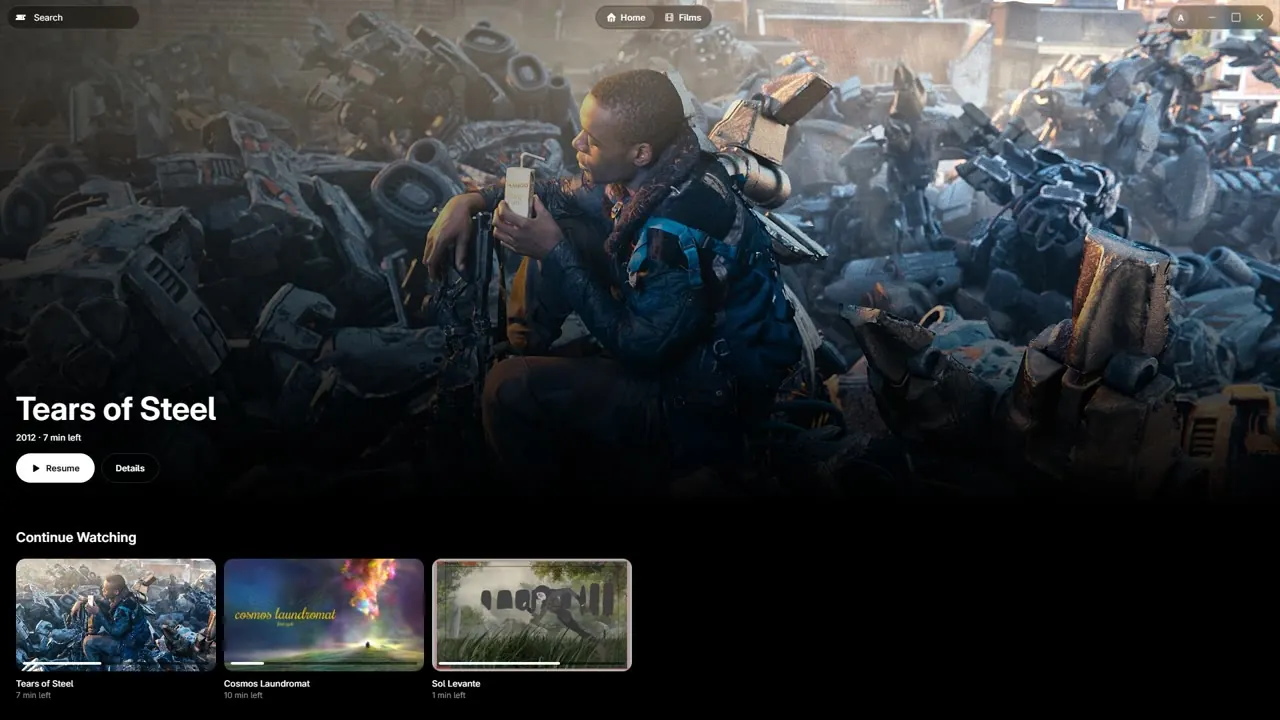 Search
Home
Films
A
Tears of Steel
2012 · 7 min left
Resume
Details
Continue Watching
cosmos laundromat
Tears of Steel
7 min left
Cosmos Laundromat
10 min left
Sol Levante
1 min left